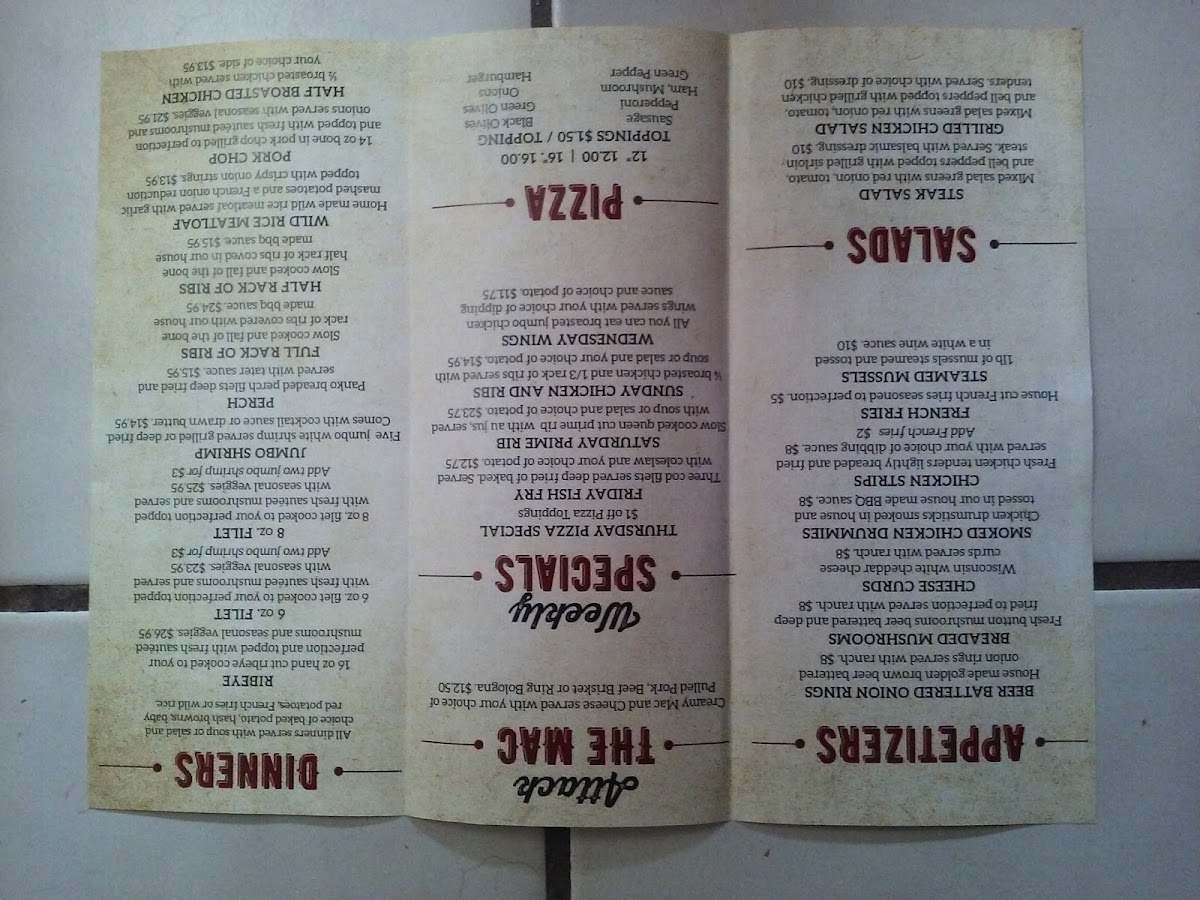 APPETIZERS
BEER BATTERED ONION RINGS
House made golden brown beer battered
onion rings served with ranch. $8
BREADED MUSHROOMS
Fresh button mushrooms beer battered and deep
fried to perfection served with ranch. $8
CHEESE CURDS
Wisconsin white cheddar cheese
curds served with ranch. $8
SMOKED CHICKEN DRUMMIES
Chicken drumsticks smoked in house and
tossed in our house made BBQ sauce. $8
CHICKEN STRIPS
Fresh chicken tenders lightly breaded and fried
served with your choice of dibbing sauce. $8
Add French fries $2
FRENCH FRIES
House cut French fries seasoned to perfection. $5
STEAMED MUSSELS
1lb of mussels steamed and tossed
in a white wine sauce. $10
SALADS
STEAK SALAD
Mixed salad greens with red onion, tomato,
and bell peppers topped with grilled sirloin
steak. Served with balsamic dressing. $10
GRILLED CHICKEN SALAD
Mixed salad greens with red onion, tomato,
and bell peppers topped with grilled chicken
tenders. Served with choice of dressing. $10
Attack
THE MAC
Creamy Mac and Cheese served with your choice of
Pulled Pork, Beef Brisket or Ring Bologna. $12.50
Weekly
SPECIALS
THURSDAY PIZZA SPECIAL
$1 off Pizza Toppings
FRIDAY FISH FRY
Three cod filets served deep fried of baked. Served
with coleslaw and your choice of potato. $12.75
SATURDAY PRIME RIB
Slow cooked queen cut prime rib with au jus, served
with soup or salad and choice of potato. $23.75
SUNDAY CHICKEN AND RIBS
¼ broasted chicken and 1/3 rack of ribs served with
soup or salad and your choice of potato. $14.95
WEDNESDAY WINGS
All you can eat broasted jumbo chicken
wings served with your choice of dipping
sauce and choice of potato. $11.75
PIZZA
12" 12.00 | 16". 16.00
TOPPINGS $1.50 / TOPPING
Sausage Black Olives
Pepperoni Green Olives
Ham, Mushroom Onions
Green Pepper Hamburger
DINNERS
All dinners served with soup or salad and
choice of baked potato, hash browns, baby
red potatoes, French fries or wild rice.
RIBEYE
16 oz hand cut ribeye cooked to your
perfection and topped with fresh sautéed
mushrooms and seasonal veggies. $26.95
6 oz. FILET
6 oz. filet cooked to your perfection topped
with fresh sautéed mushrooms and served
with seasonal veggies. $23.95
Add two jumbo shrimp for $3
8 oz. FILET
8 oz. filet cooked to your perfection topped
with fresh sautéed mushrooms and served
with seasonal veggies. $25.95
Add two jumbo shrimp for $3
JUMBO SHRIMP
Five jumbo white shrimp served grilled or deep fried.
Comes with cocktail sauce or drawn butter. $14.95
PERCH
Panko breaded perch filets deep fried and
served with tater sauce. $15.95
FULL RACK OF RIBS
Slow cooked and fall of the bone
rack of ribs covered with our house
made bbq sauce. $24.95
HALF RACK OF RIBS
Slow cooked and fall of the bone
half rack of ribs coved in our house
made bbq sauce. $15.95
WILD RICE MEATLOAF
Home made wild rice meatloaf served with garlic
mashed potatoes and a French onion reduction
topped with crispy onion strings. $13.95
PORK CHOP
14 oz bone in pork chop grilled to perfection
and topped with fresh sautéd mushrooms and
onions served with seasonal veggies. $21.95
HALF BROASTED CHICKEN
½ broasted chicken served with
your choice of side. $13.95